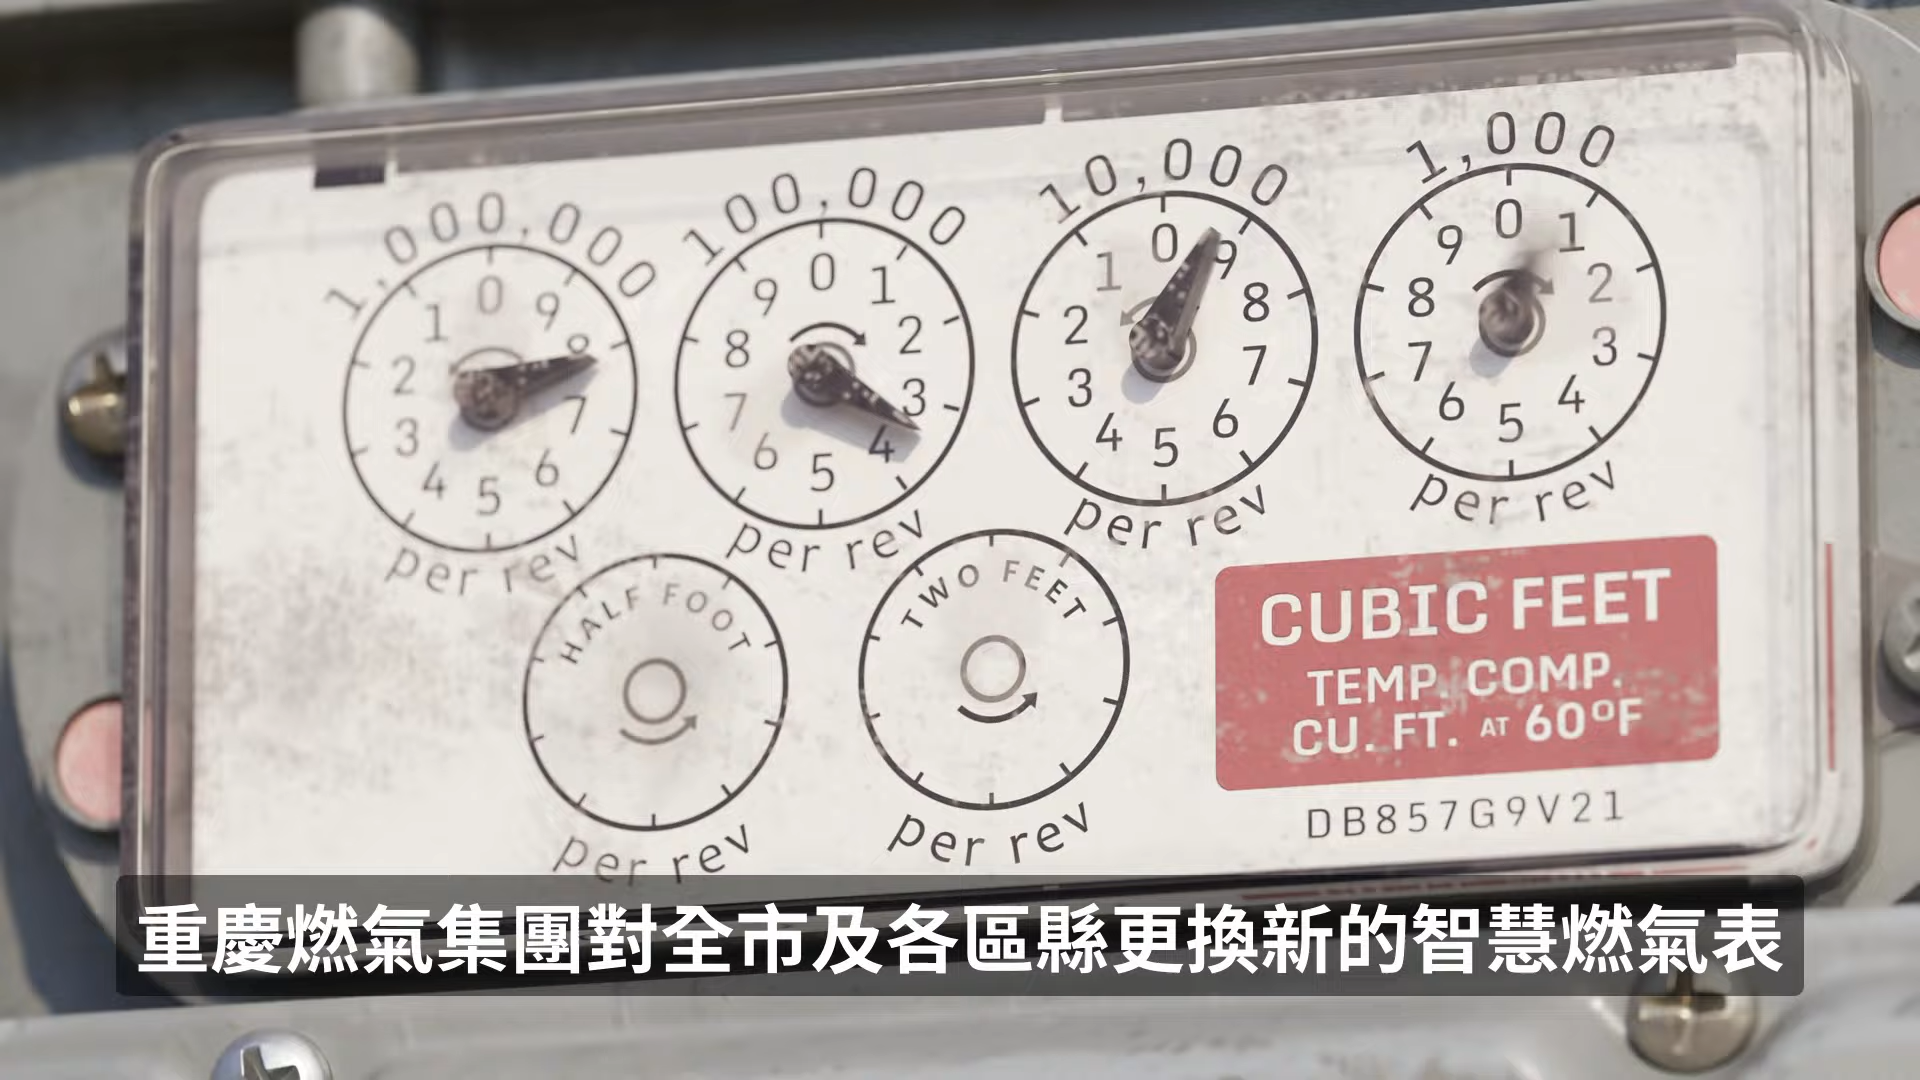 1,000,000
100,000
10,000
1,000
0 9 8 7 6 5 4 3 2 1
0 1 2 3 4 5 6 7 8 9
0 9 8 7 6 5 4 3 2 1
0 1 2 3 4 5 6 7 8 9
per rev
per rev
per rev
per rev
HALF FOOT
TWO FEET
per rev
per rev
CUBIC FEET
TEMP. COMP.
CU. FT. AT 60ºF
DB857G9V21
重慶燃氣集團對全市及各區縣更換新的智慧燃氣表